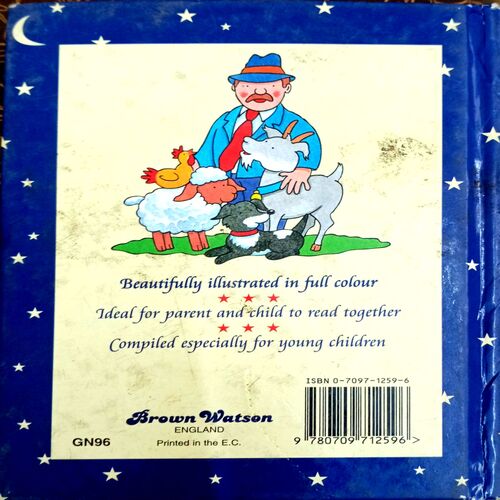 Beautifully illustrated in full colour
Ideal for parent and child to read together
Compiled especially for young children
ISBN 0-7097-1259-6
Brown Watson
ENGLAND
GN96
Printed in the E.C.
9 780709 712596 >